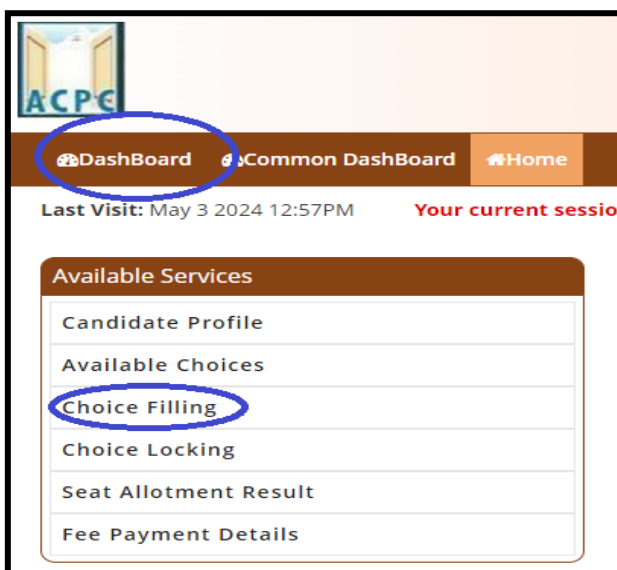 ACPC
DashBoard Common DashBoard Home
Last Visit: May 3 2024 12:57PM Your current sessio
Available Services
Candidate Profile
Available Choices
Choice Filling
Choice Locking
Seat Allotment Result
Fee Payment Details